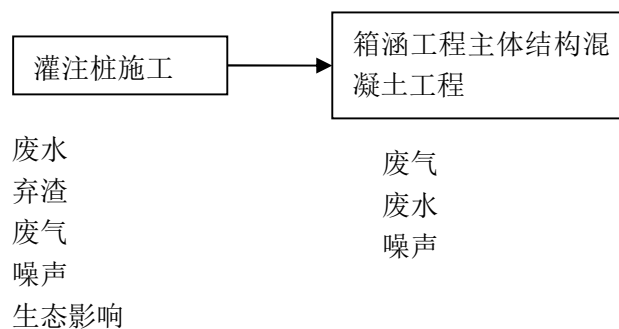 灌注桩施工
箱涵工程主体结构混
凝土工程
废水
弃渣
废气
噪声
生态影响
废气
废水
噪声